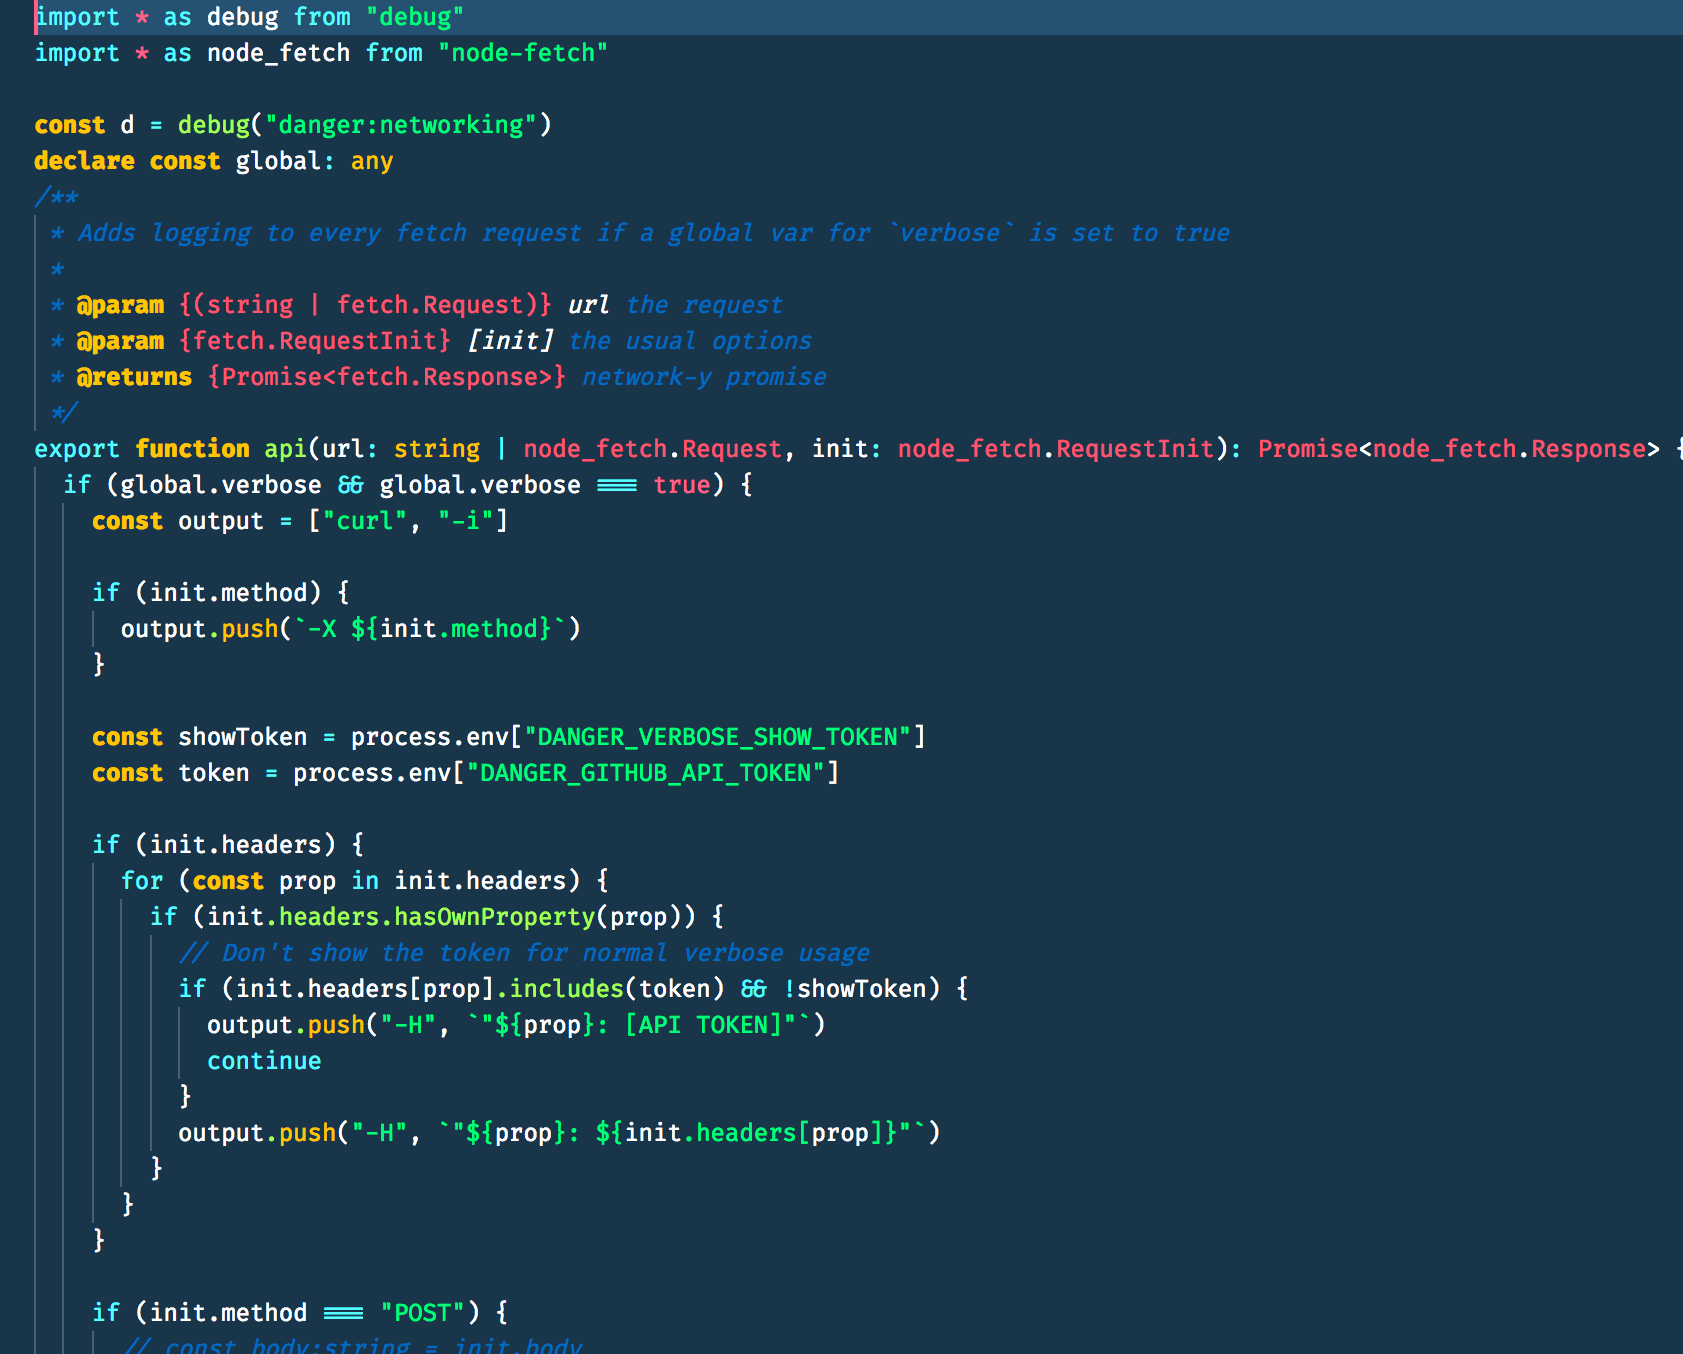 import * as debug from "debug"
import * as node_fetch from "node-fetch"
const d = debug("danger:networking")
declare const global: any
/**
* Adds logging to every fetch request if a global var for `verbose` is set to true
*
* @param {(string | fetch.Request)} url the request
* @param {fetch.RequestInit} [init] the usual options
* @returns {Promise<fetch.Response>} network-y promise
*/
export function api(url: string | node_fetch.Request, init: node_fetch.RequestInit): Promise<node_fetch.Response> {
if (global.verbose && global.verbose === true) {
const output = ["curl", "-i"]
if (init.method) {
output.push(`-X ${init.method}`)
}
const showToken = process.env["DANGER_VERBOSE_SHOW_TOKEN"]
const token = process.env["DANGER_GITHUB_API_TOKEN"]
if (init.headers) {
for (const prop in init.headers) {
if (init.headers.hasOwnProperty(prop)) {
// Don't show the token for normal verbose usage
if (init.headers[prop].includes(token) && !showToken) {
output.push("-H", `"${prop}: [API TOKEN]"`)
continue
}
output.push("-H", `"${prop}: ${init.headers[prop]}"`)
}
}
}
if (init.method === "POST") {
// const body:string = init.body